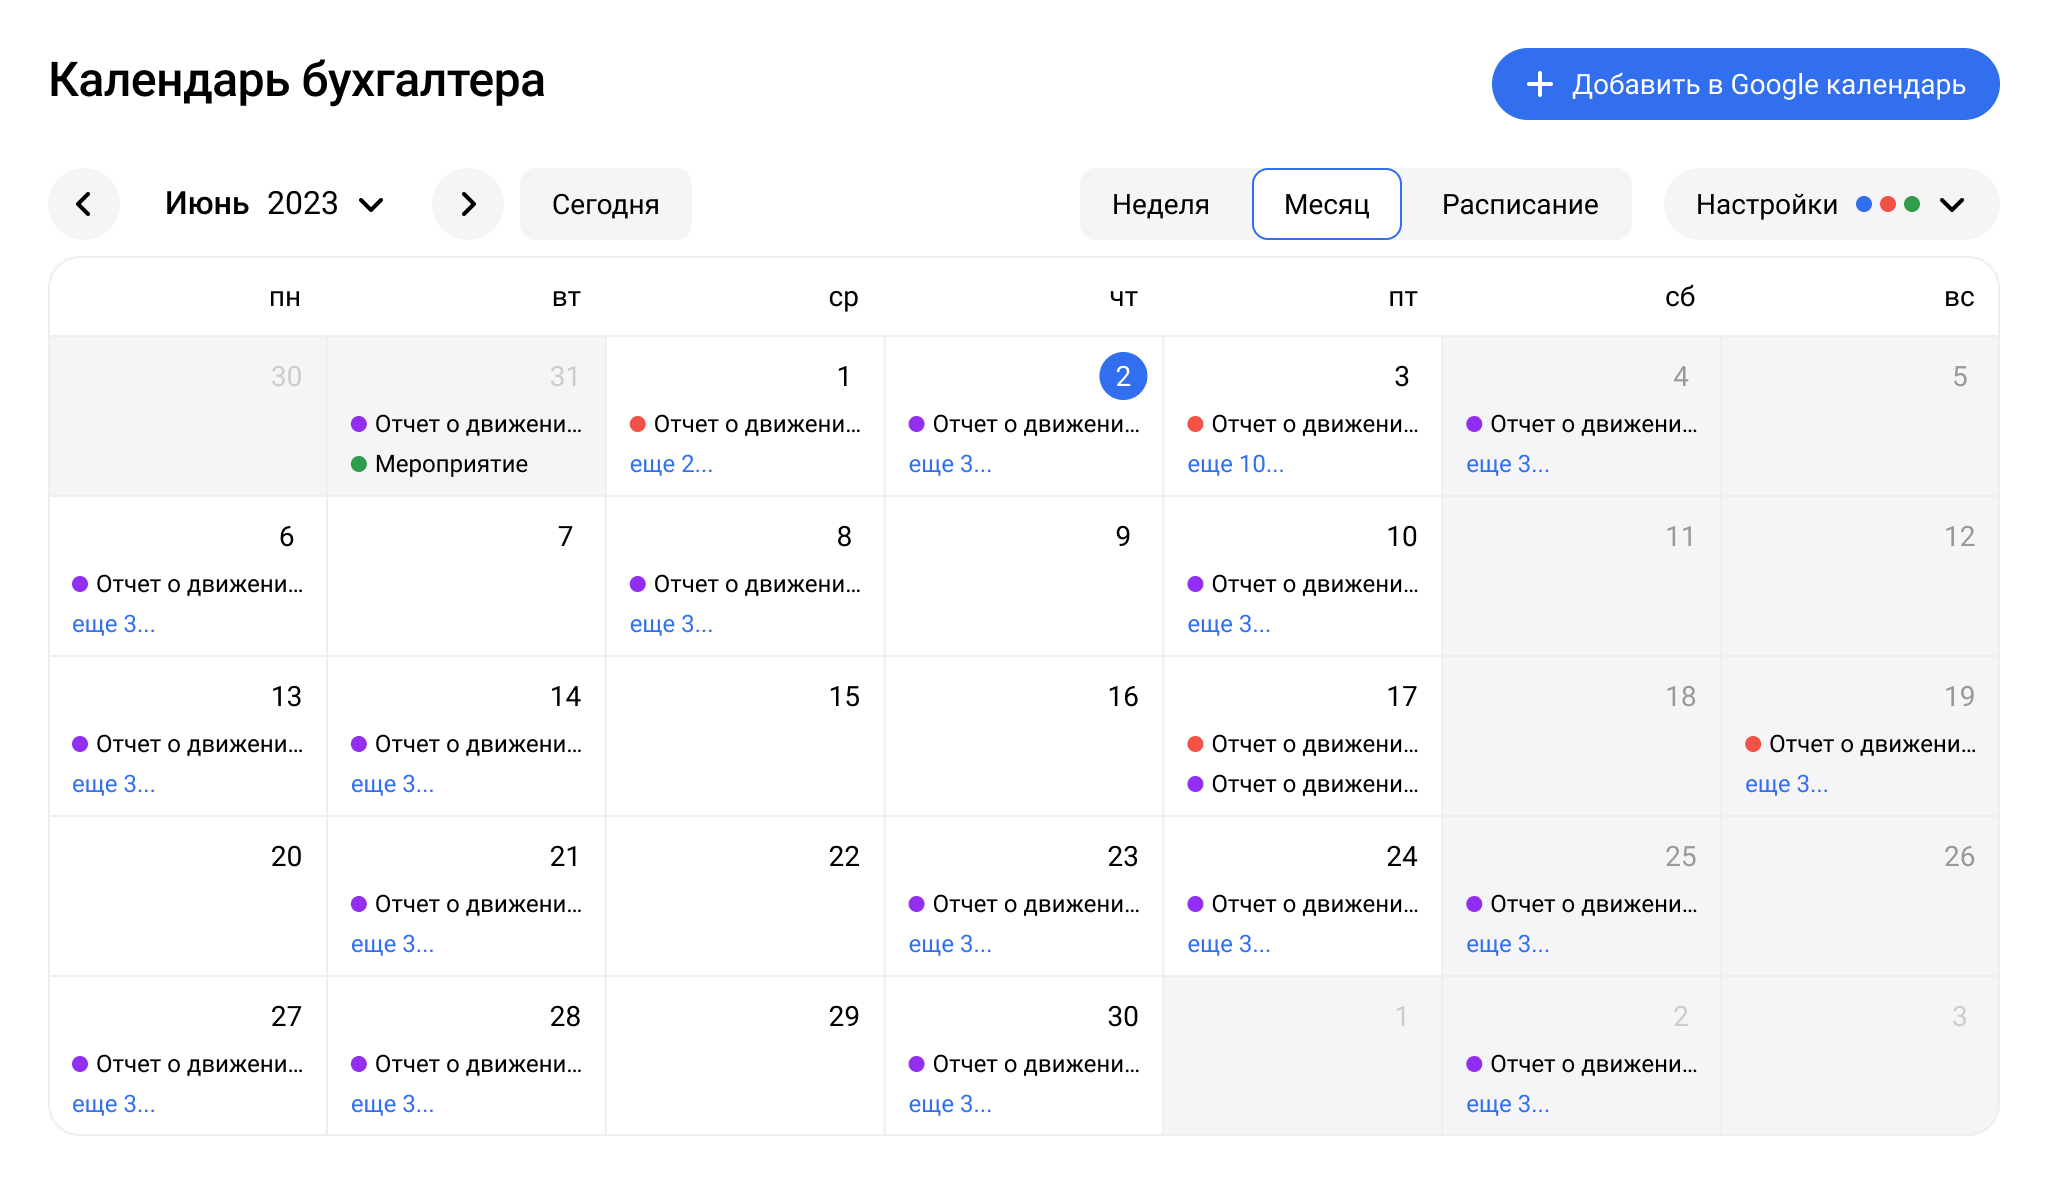 Календарь бухгалтера
Добавить в Google календарь
Июнь 2023
Сегодня
Неделя Месяц Расписание
Настройки
пн вт ср чт пт сб вс
30 31 1 2 3 4 5
Отчет о движени... Отчет о движени... Отчет о движени... Отчет о движени... Отчет о движени...
Мероприятие еще 2... еще 3... еще 10... еще 3...
6 7 8 9 10 11 12
Отчет о движени... Отчет о движени... Отчет о движени...
еще 3... еще 3... еще 3...
13 14 15 16 17 18 19
Отчет о движени... Отчет о движени... Отчет о движени... Отчет о движени...
еще 3... еще 3... Отчет о движени... еще 3...
20 21 22 23 24 25 26
Отчет о движени... Отчет о движени... Отчет о движени... Отчет о движени...
еще 3... еще 3... еще 3... еще 3...
27 28 29 30 1 2 3
Отчет о движени... Отчет о движени... Отчет о движени... Отчет о движени...
еще 3... еще 3... еще 3... еще 3...